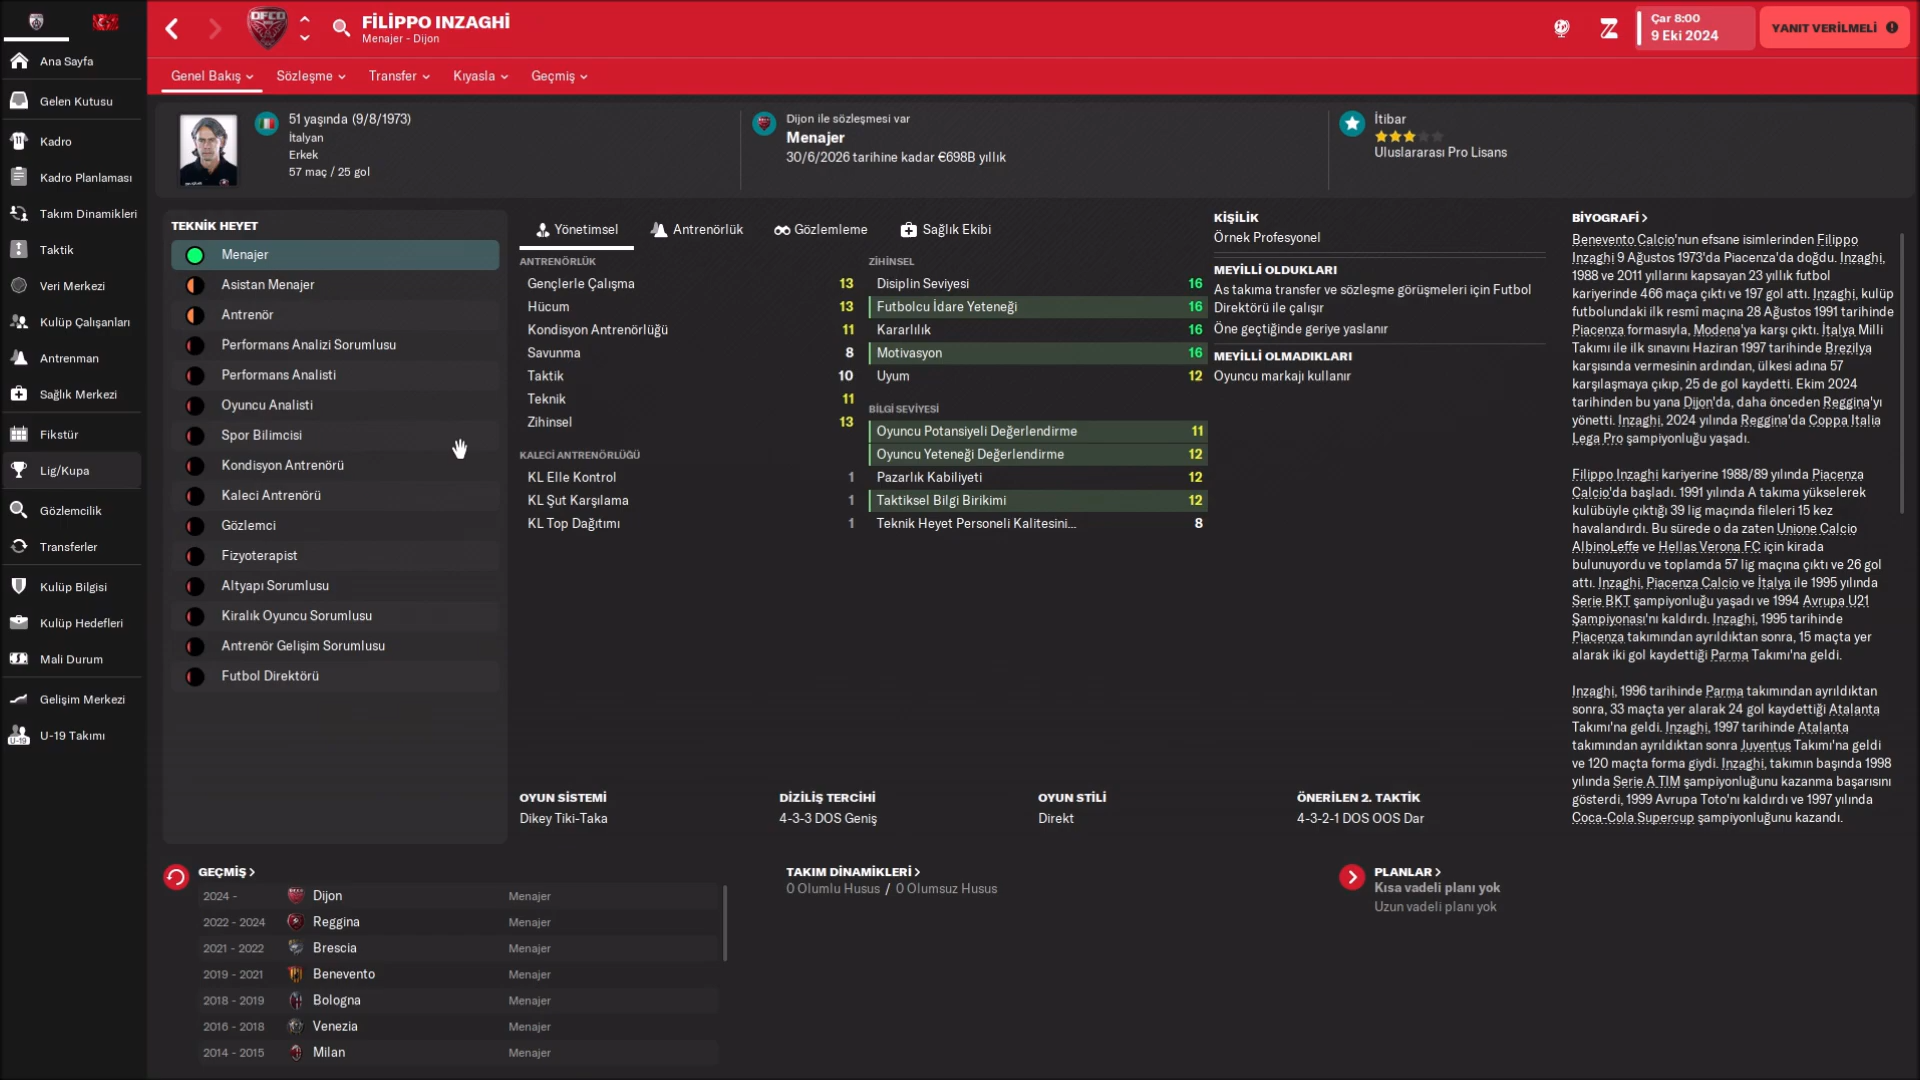 FİLİPPO INZAGHİ
Menajer - Dijon
Çar 8:00
9 Eki 2024
YANIT VERİLMELİ
Genel Bakış
Sözleşme
Transfer
Kıyasla
Geçmiş
Ana Sayfa
Gelen Kutusu
Kadro
Kadro Planlaması
Takım Dinamikleri
Taktik
Veri Merkezi
Kulüp Çalışanları
Antrenman
Sağlık Merkezi
Fikstür
Lig/Kupa
Gözlemcilik
Transferler
Kulüp Bilgisi
Kulüp Hedefleri
Mali Durum
Gelişim Merkezi
U-19 Takımı
51 yaşında (9/8/1973)
İtalyan
Erkek
57 maç / 25 gol
Dijon ile sözleşmesi var
Menajer
30/6/2026 tarihine kadar €698B yıllık
İtibar
Uluslararası Pro Lisans
TEKNİK HEYET
Menajer
Asistan Menajer
Antrenör
Performans Analizi Sorumlusu
Performans Analisti
Oyuncu Analisti
Spor Bilimcisi
Kondisyon Antrenörü
Kaleci Antrenörü
Gözlemci
Fizyoterapist
Altyapı Sorumlusu
Kiralık Oyuncu Sorumlusu
Antrenör Gelişim Sorumlusu
Futbol Direktörü
Yönetimsel
Antrenörlük
Gözlemleme
Sağlık Ekibi
ANTRENÖRLÜK
Gençlerle Çalışma 13
Hücum 13
Kondisyon Antrenörlüğü 11
Savunma 8
Taktik 10
Teknik 11
Zihinsel 13
KALECİ ANTRENÖRLÜĞÜ
KL Elle Kontrol 1
KL Şut Karşılama 1
KL Top Dağıtımı 1
ZİHİNSEL
Disiplin Seviyesi 16
Futbolcu İdare Yeteneği 16
Kararlılık 16
Motivasyon 16
Uyum 12
BİLGİ SEVİYESİ
Oyuncu Potansiyeli Değerlendirme 11
Oyuncu Yeteneği Değerlendirme 12
Pazarlık Kabiliyeti 12
Taktiksel Bilgi Birikimi 12
Teknik Heyet Personeli Kalitesini... 8
KİŞİLİK
Örnek Profesyonel
MEYİLLİ OLDUKLARI
As takıma transfer ve sözleşme görüşmeleri için Futbol
Direktörü ile çalışır
Öne geçtiğinde geriye yaslanır
MEYİLLİ OLMADIKLARI
Oyuncu markajı kullanır
BİYOGRAFİ
Benevento Calcio'nun efsane isimlerinden Filippo
Inzaghi 9 Ağustos 1973'da Piacenza'da doğdu. Inzaghi,
1988 ve 2011 yıllarını kapsayan 23 yıllık futbol
kariyerinde 466 maça çıktı ve 197 gol attı. Inzaghi, kulüp
futbolundaki ilk resmî maçına 28 Ağustos 1991 tarihinde
Piacenza formasıyla, Modena'ya karşı çıktı. İtalya Milli
Takımı ile ilk sınavını Haziran 1997 tarihinde Brezilya
karşısında vermesinin ardından, ülkesi adına 57
karşılaşmaya çıkıp, 25 de gol kaydetti. Ekim 2024
tarihinden bu yana Dijon'da, daha önceden Reggina'yı
yönetti. Inzaghi, 2024 yılında Reggina'da Coppa Italia
Lega Pro şampiyonluğu yaşadı.
Filippo Inzaghi kariyerine 1988/89 yılında Piacenza
Calcio'da başladı. 1991 yılında A takıma yükselerek
kulübüyle çıktığı 39 lig maçında fileleri 15 kez
havalandırdı. Bu sürede o da zaten Unione Calcio
AlbinoLeffe ve Hellas Verona FC için kirada
bulunuyordu ve toplamda 57 lig maçına çıktı ve 26 gol
attı. Inzaghi, Piacenza Calcio ve İtalya ile 1995 yılında
Serie BKT şampiyonluğu yaşadı ve 1994 Avrupa U21
Şampiyonası'nı kaldırdı. Inzaghi, 1995 tarihinde
Piacenza takımından ayrıldıktan sonra, 15 maçta yer
alarak iki gol kaydettiği Parma Takımı'na geldi.
Inzaghi, 1996 tarihinde Parma takımından ayrıldıktan
sonra, 33 maçta yer alarak 24 gol kaydettiği Atalanta
Takımı'na geldi. Inzaghi, 1997 tarihinde Atalanta
takımından ayrıldıktan sonra Juventus Takımı'na geldi
ve 120 maçta forma giydi. Inzaghi, takımın başında 1998
yılında Serie A TIM şampiyonluğunu kazanma başarısını
gösterdi, 1999 Avrupa Toto'nı kaldırdı ve 1997 yılında
Coca-Cola Supercup şampiyonluğunu kazandı.
OYUN SİSTEMİ
Dikey Tiki-Taka
DİZİLİŞ TERCİHİ
4-3-3 DOS Geniş
OYUN STİLİ
Direkt
ÖNERİLEN 2. TAKTİK
4-3-2-1 DOS OOS Dar
GEÇMİŞ
2024 - Dijon Menajer
2022 - 2024 Reggina Menajer
2021 - 2022 Brescia Menajer
2019 - 2021 Benevento Menajer
2018 - 2019 Bologna Menajer
2016 - 2018 Venezia Menajer
2014 - 2015 Milan Menajer
TAKIM DİNAMİKLERİ
0 Olumlu Husus / 0 Olumsuz Husus
PLANLAR
Kısa vadeli planı yok
Uzun vadeli planı yok